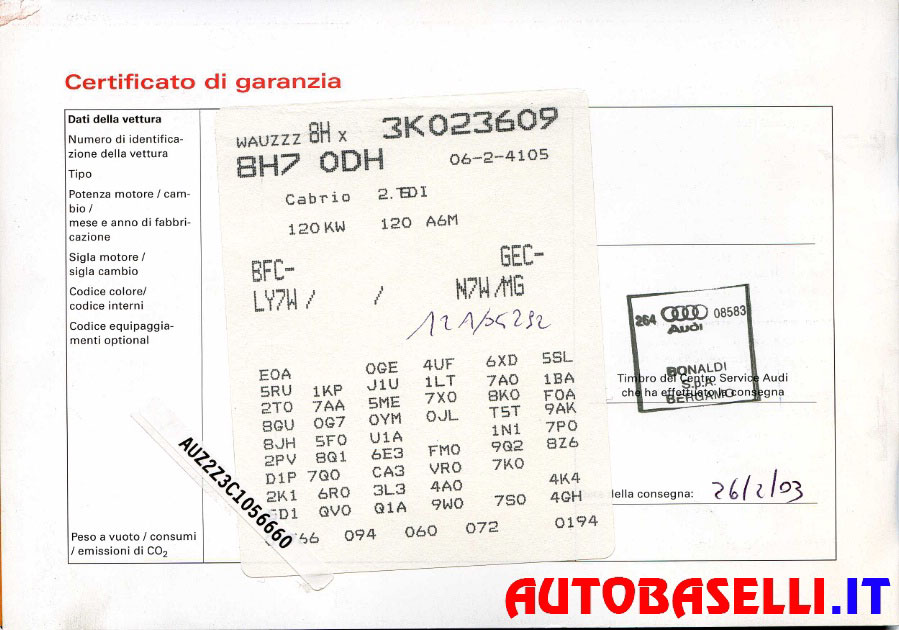 Certificato di garanzia
Dati della vettura
Numero di identifica-
zione della vettura
Tipo
Potenza motore / cam-
bio /
mese e anno di fabbri-
cazione
Sigla motore /
sigla cambio
Codice colore/
codice interni
Codice equipaggia-
menti optional
Peso a vuoto / consumi
/ emissioni di CO2
WAUZZZ 8H X 3K023609
8H7 0DH 06-2-4105
Cabrio 2.5TDI
120 KW 120 A6M
BFC- GEC-
LY7W / / N7W/MG
E0A 0GE 4UF 6XD 5SL
5RU 1KP J1U 1LT 7A0 1BA
2T0 7AA 5ME 7X0 8K0 F0A
8GU 0G7 0YM 0JL T5T 9AK
8JH 5F0 U1A 1N1 7P0
2PV 8Q1 6E3 FM0 9Q2 8Z6
D1P 7Q0 CA3 VR0 7K0
2K1 6R0 3L3 4A0 4K4
D1 QV0 Q1A 9W0 7S0 4GH
66 094 060 072 0194
AUZ2Z3C1056660
264 08583
Audi
BONALDI
S.p.A.
BERGAMO
Timbro del Centro Service Audi
che ha effettuato la consegna
della consegna: 26/2/03
AUTOBASELLI.IT